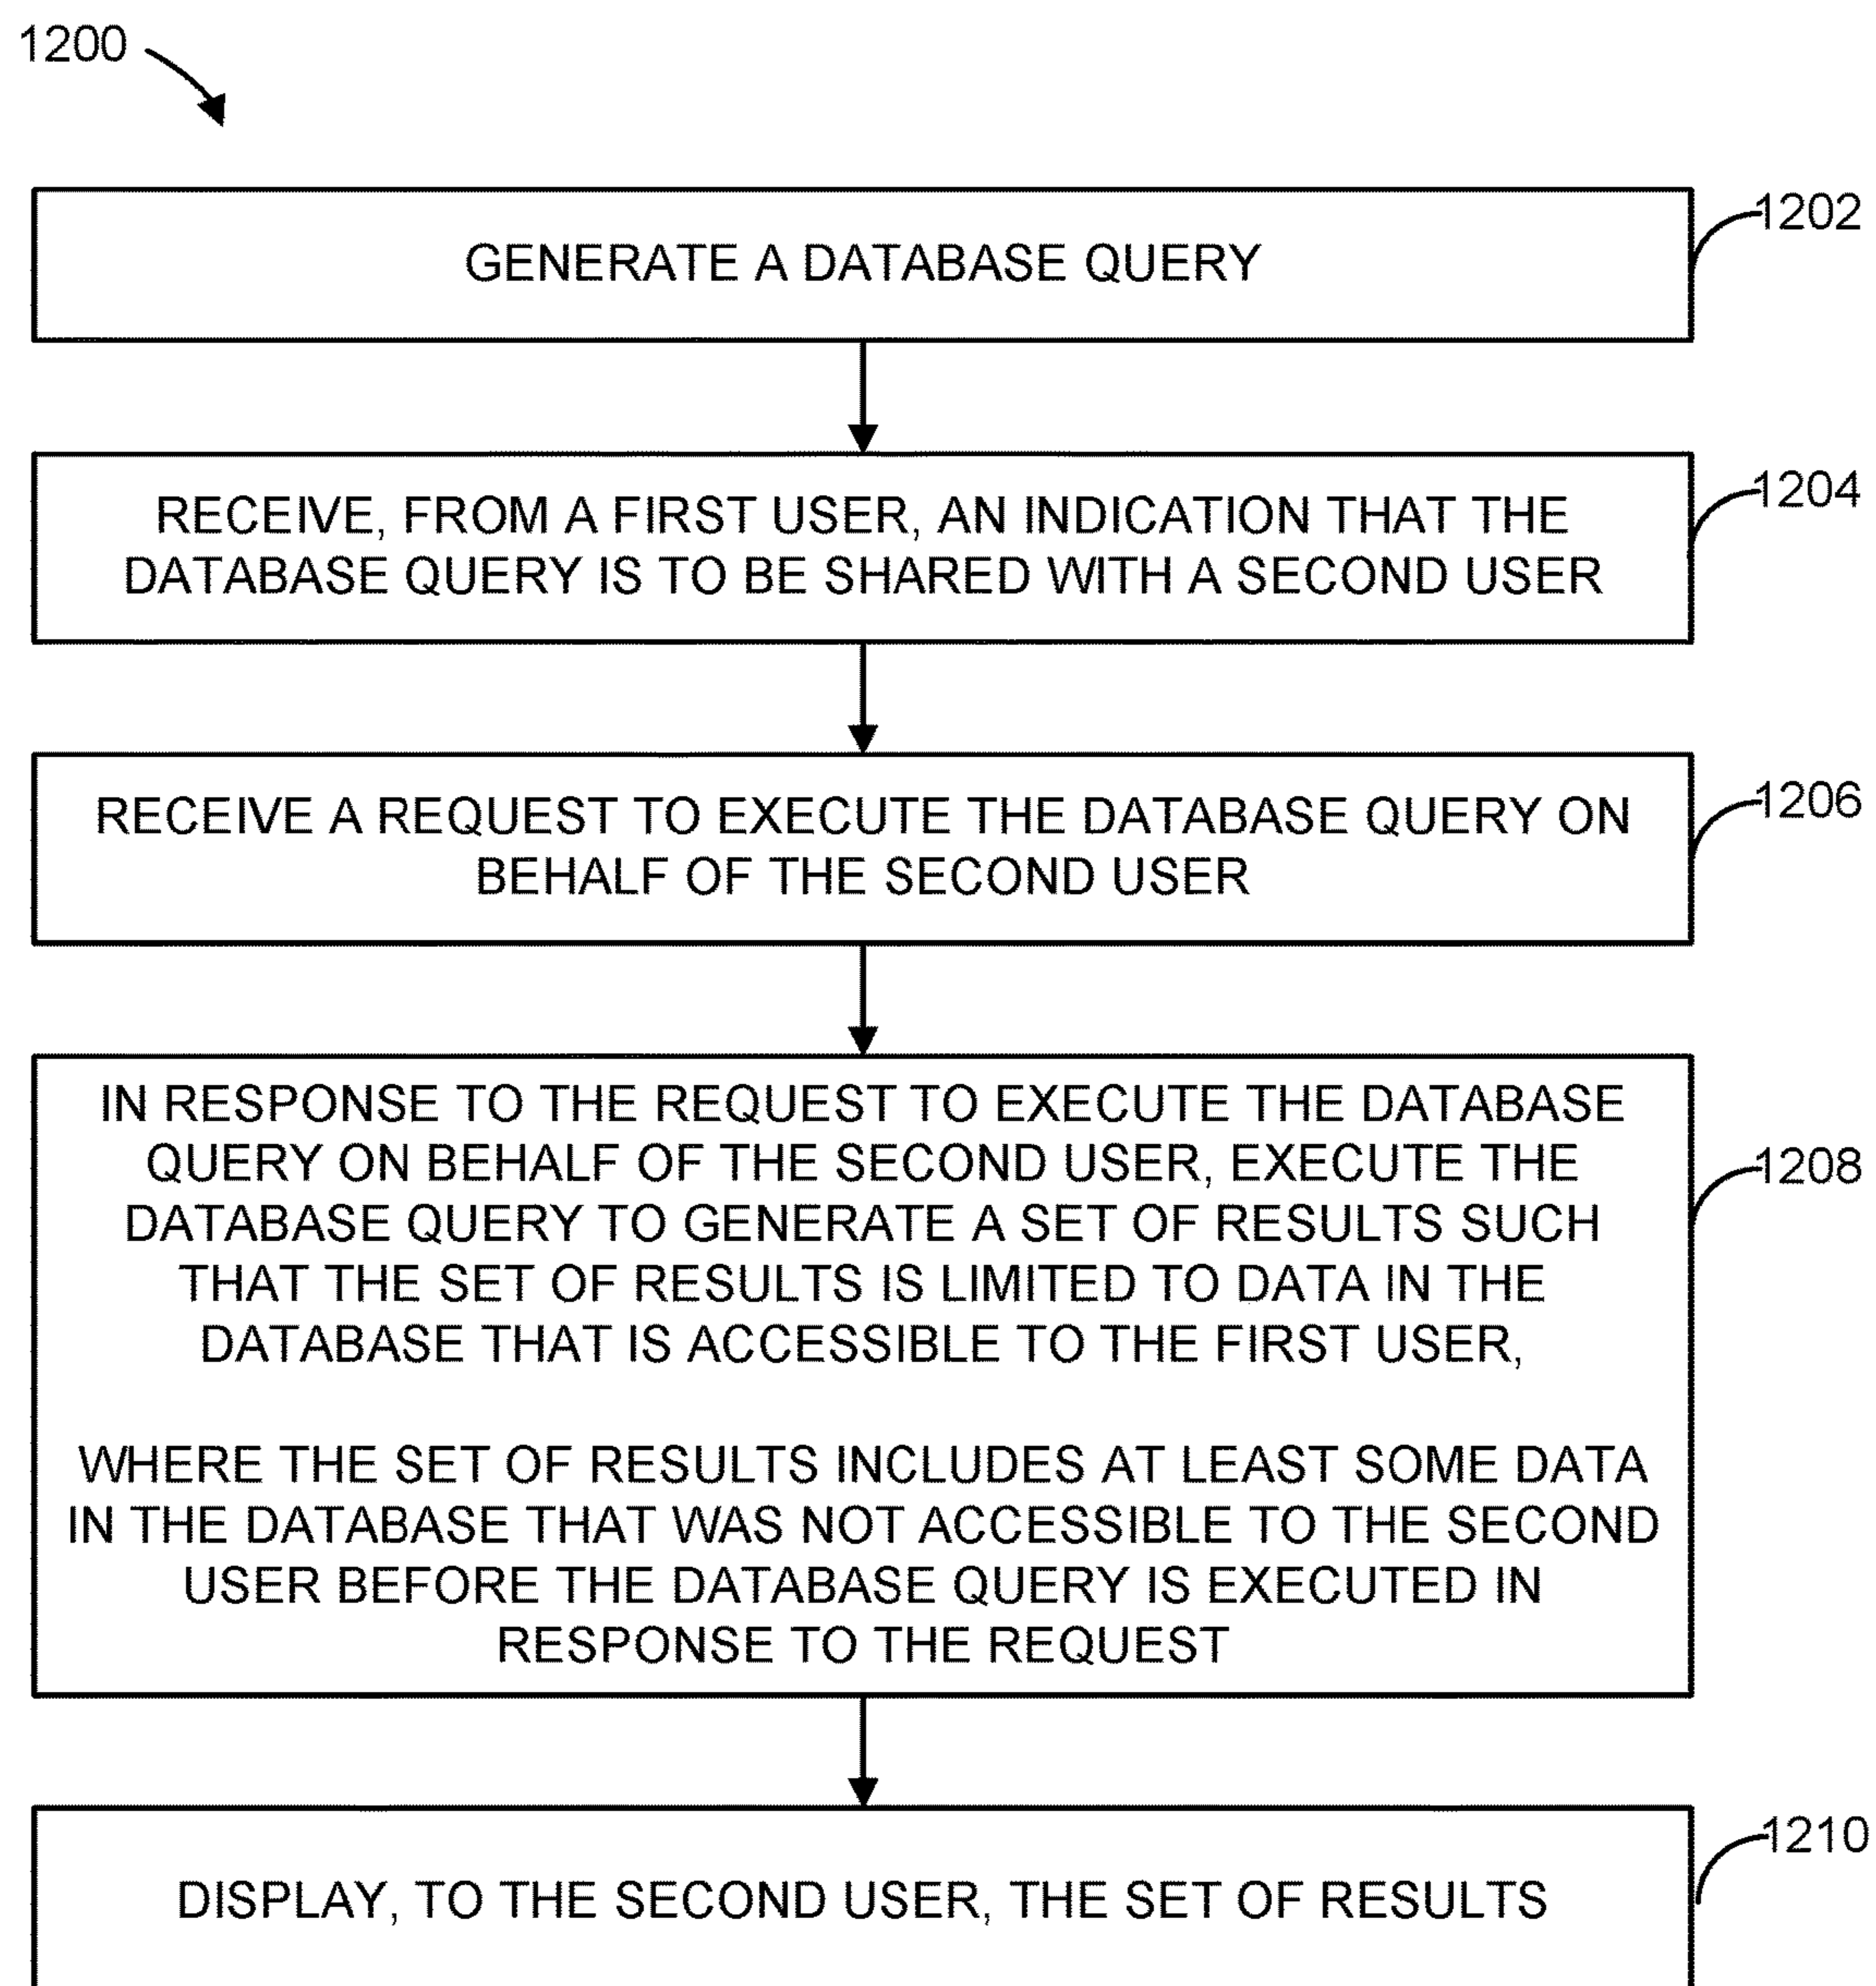 1200
1202
GENERATE A DATABASE QUERY
1204
RECEIVE, FROM A FIRST USER, AN INDICATION THAT THE
DATABASE QUERY IS TO BE SHARED WITH A SECOND USER
1206
RECEIVE A REQUEST TO EXECUTE THE DATABASE QUERY ON
BEHALF OF THE SECOND USER
IN RESPONSE TO THE REQUEST TO EXECUTE THE DATABASE
1208
QUERY ON BEHALF OF THE SECOND USER, EXECUTE THE
DATABASE QUERY TO GENERATE A SET OF RESULTS SUCH
THAT THE SET OF RESULTS IS LIMITED TO DATA IN THE
DATABASE THAT IS ACCESSIBLE TO THE FIRST USER,
WHERE THE SET OF RESULTS INCLUDES AT LEAST SOME DATA
IN THE DATABASE THAT WAS NOT ACCESSIBLE TO THE SECOND
USER BEFORE THE DATABASE QUERY IS EXECUTED IN
RESPONSE TO THE REQUEST
1210
DISPLAY, TO THE SECOND USER, THE SET OF RESULTS